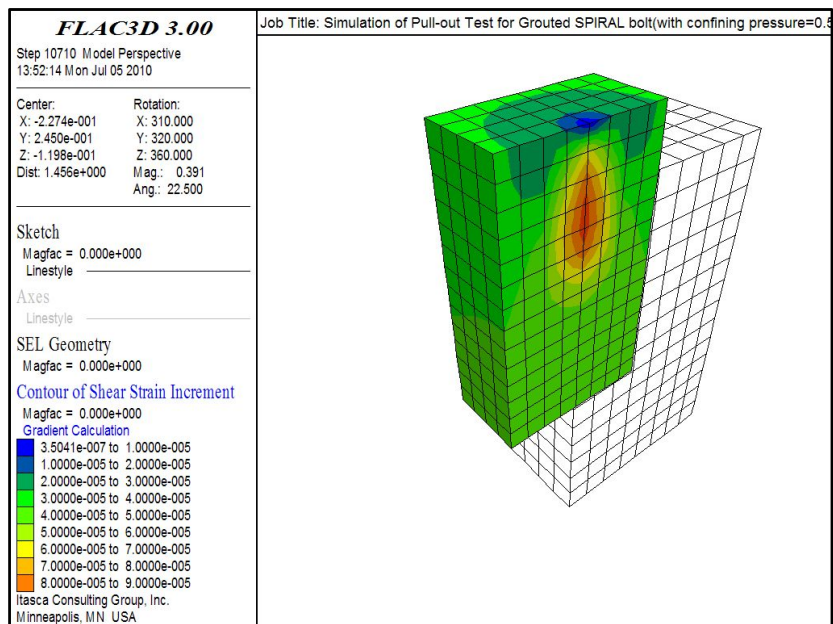 FLAC3D 3.00
Step 10710 Model Perspective
13:52:14 Mon Jul 05 2010
Center:
X: -2.274e-001
Y: 2.450e-001
Z: -1.198e-001
Dist: 1.456e+000
Rotation:
X: 310.000
Y: 320.000
Z: 360.000
Mag.: 0.391
Ang.: 22.500
Sketch
Magfac = 0.000e+000
Linestyle
Axes
Linestyle
SEL Geometry
Magfac = 0.000e+000
Contour of Shear Strain Increment
Magfac = 0.000e+000
Gradient Calculation
3.5041e-007 to 1.0000e-005
1.0000e-005 to 2.0000e-005
2.0000e-005 to 3.0000e-005
3.0000e-005 to 4.0000e-005
4.0000e-005 to 5.0000e-005
5.0000e-005 to 6.0000e-005
6.0000e-005 to 7.0000e-005
7.0000e-005 to 8.0000e-005
8.0000e-005 to 9.0000e-005
Itasca Consulting Group, Inc.
Minneapolis, MN USA
Job Title: Simulation of Pull-out Test for Grouted SPIRAL bolt(with confining pressure=0.5